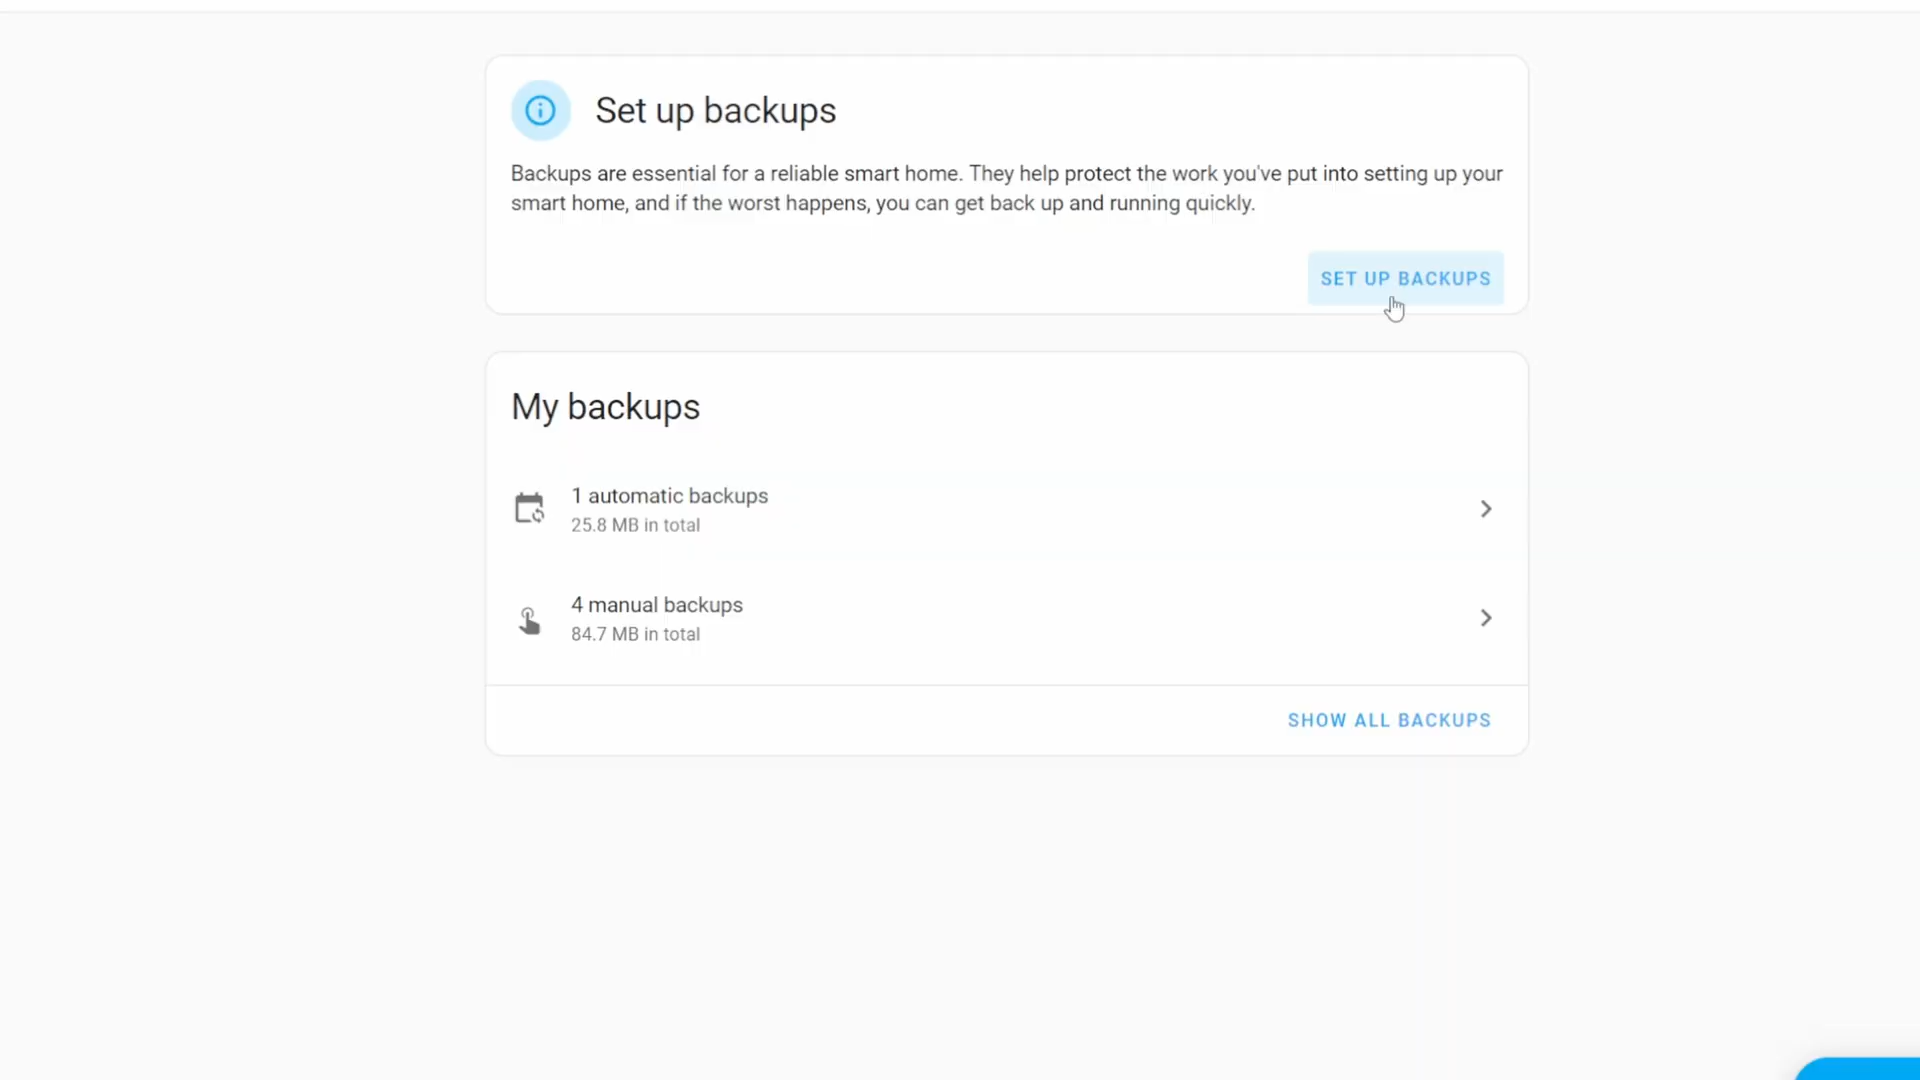 Set up backups
Backups are essential for a reliable smart home. They help protect the work you've put into setting up your
smart home, and if the worst happens, you can get back up and running quickly.
SET UP BACKUPS
My backups
1 automatic backups
25.8 MB in total
4 manual backups
84.7 MB in total
SHOW ALL BACKUPS